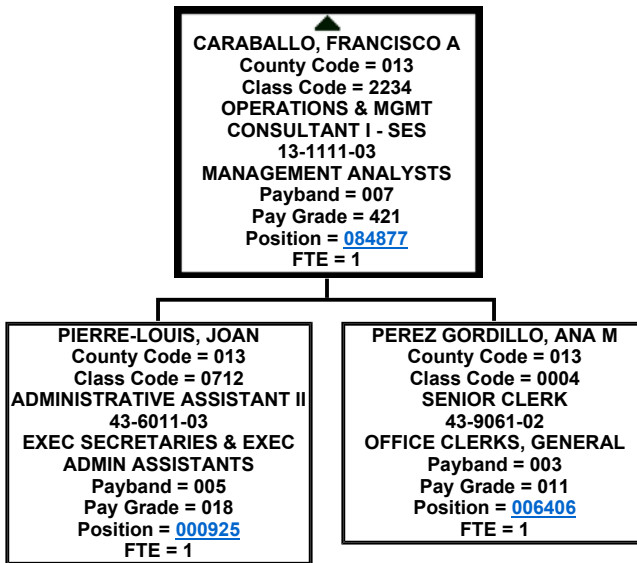 CARABALLO, FRANCISCO A
County Code = 013
Class Code = 2234
OPERATIONS & MGMT
CONSULTANT I - SES
13-1111-03
MANAGEMENT ANALYSTS
Payband = 007
Pay Grade = 421
Position = 084877
FTE = 1
PIERRE-LOUIS, JOAN
County Code = 013
Class Code = 0712
ADMINISTRATIVE ASSISTANT II
43-6011-03
EXEC SECRETARIES & EXEC
ADMIN ASSISTANTS
Payband = 005
Pay Grade = 018
Position = 000925
FTE = 1
PEREZ GORDILLO, ANA M
County Code = 013
Class Code = 0004
SENIOR CLERK
43-9061-02
OFFICE CLERKS, GENERAL
Payband = 003
Pay Grade = 011
Position = 006406
FTE = 1